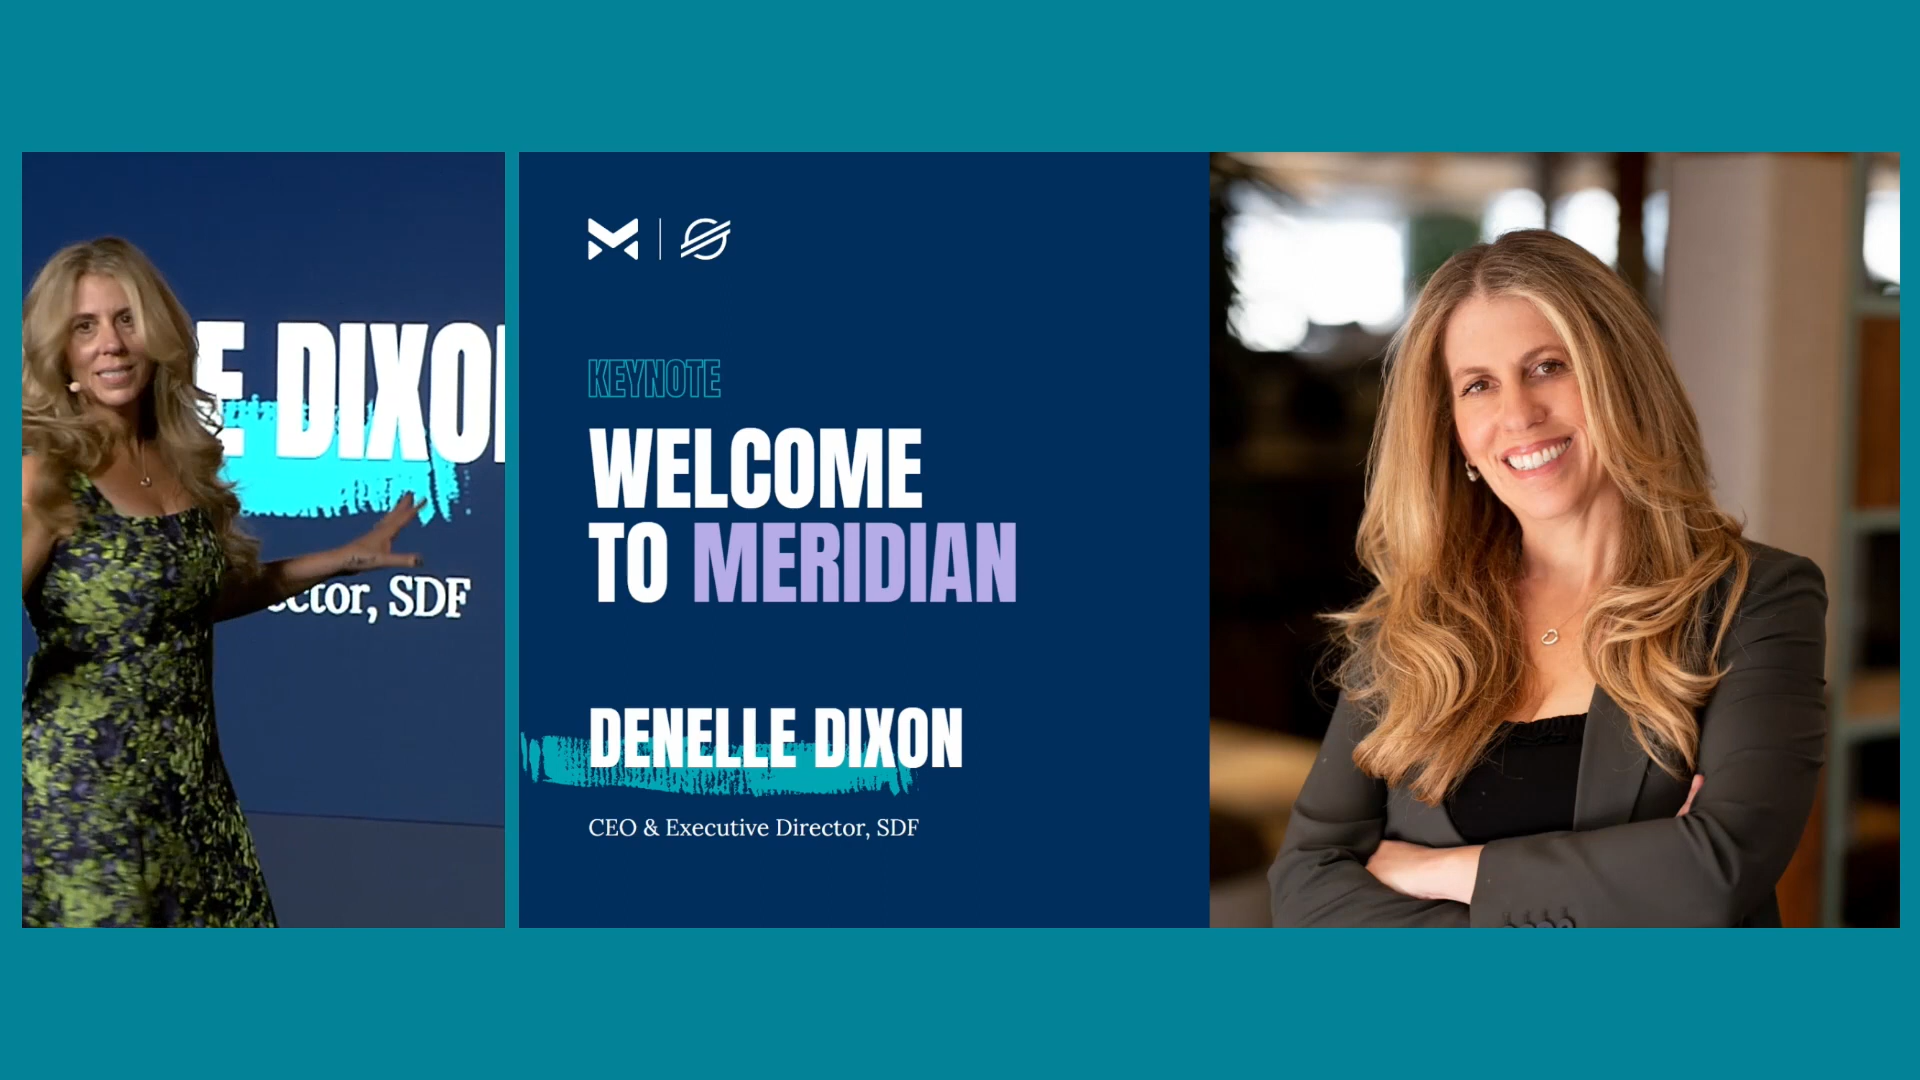 E DIXO
ctor, SDF
KEYNOTE
WELCOME
TO MERIDIAN
DENELLE DIXON
CEO & Executive Director, SDF